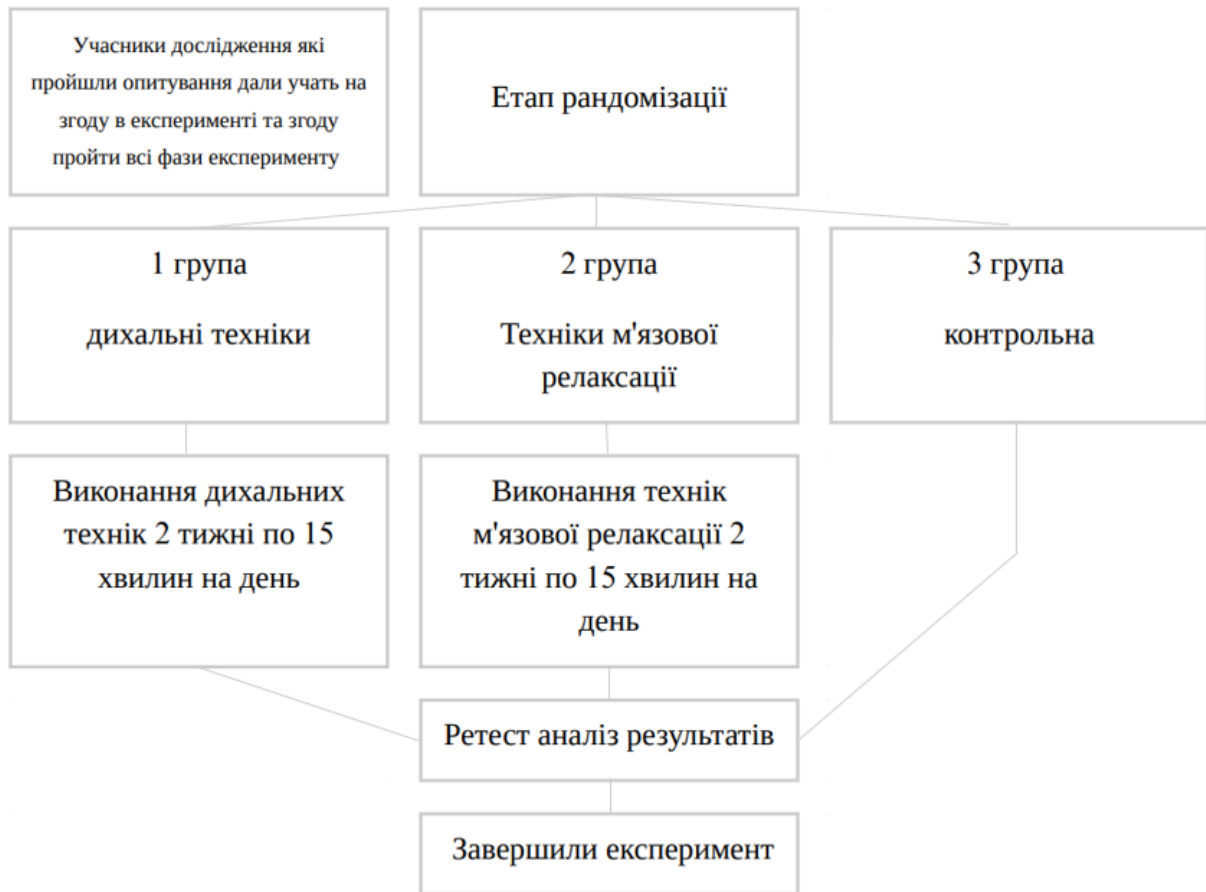 Учасники дослідження які
пройшли опитування дали учать на
згоду в експерименті та згоду
пройти всі фази експерименту
Етап рандомізації
1 група
дихальні техніки
2 група
Техніки м'язової
релаксації
3 група
контрольна
Виконання дихальних
технік 2 тижні по 15
хвилин на день
Виконання технік
м'язової релаксації 2
тижні по 15 хвилин на
день
Ретест аналіз результатів
Завершили експеримент